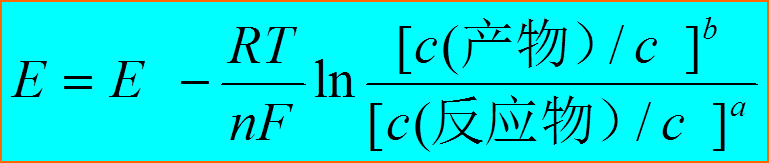 E = E − RT/nF ln [c(产物)/c ]^b / [c(反应物)/c ]^a